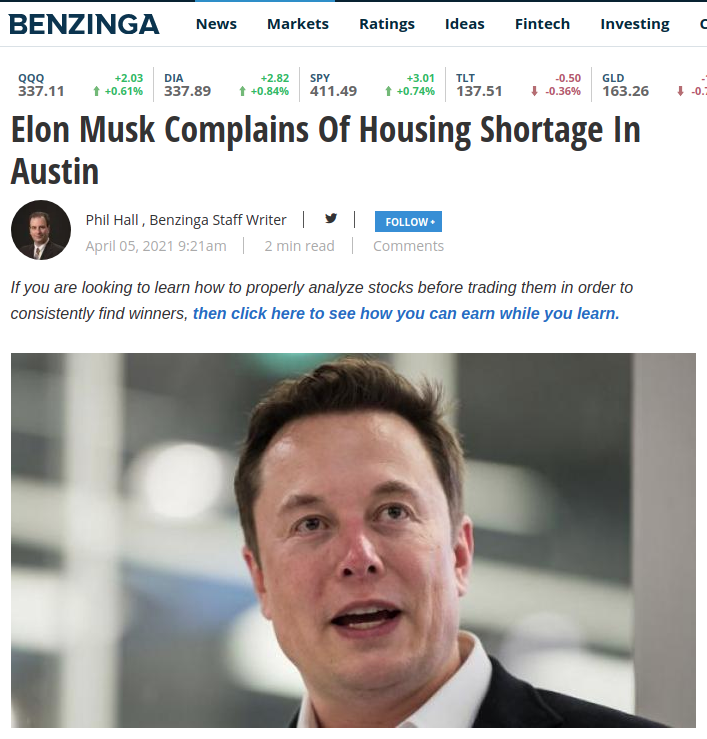 BENZINGA
News Markets Ratings Ideas Fintech Investing
QQQ +2.03 DIA +2.82 SPY +3.01 TLT -0.50 GLD
337.11 +0.61% 337.89 +0.84% 411.49 +0.74% 137.51 -0.36% 163.26
Elon Musk Complains Of Housing Shortage In
Austin
Phil Hall , Benzinga Staff Writer | | FOLLOW +
April 05, 2021 9:21am | 2 min read | Comments
If you are looking to learn how to properly analyze stocks before trading them in order to
consistently find winners, then click here to see how you can earn while you learn.